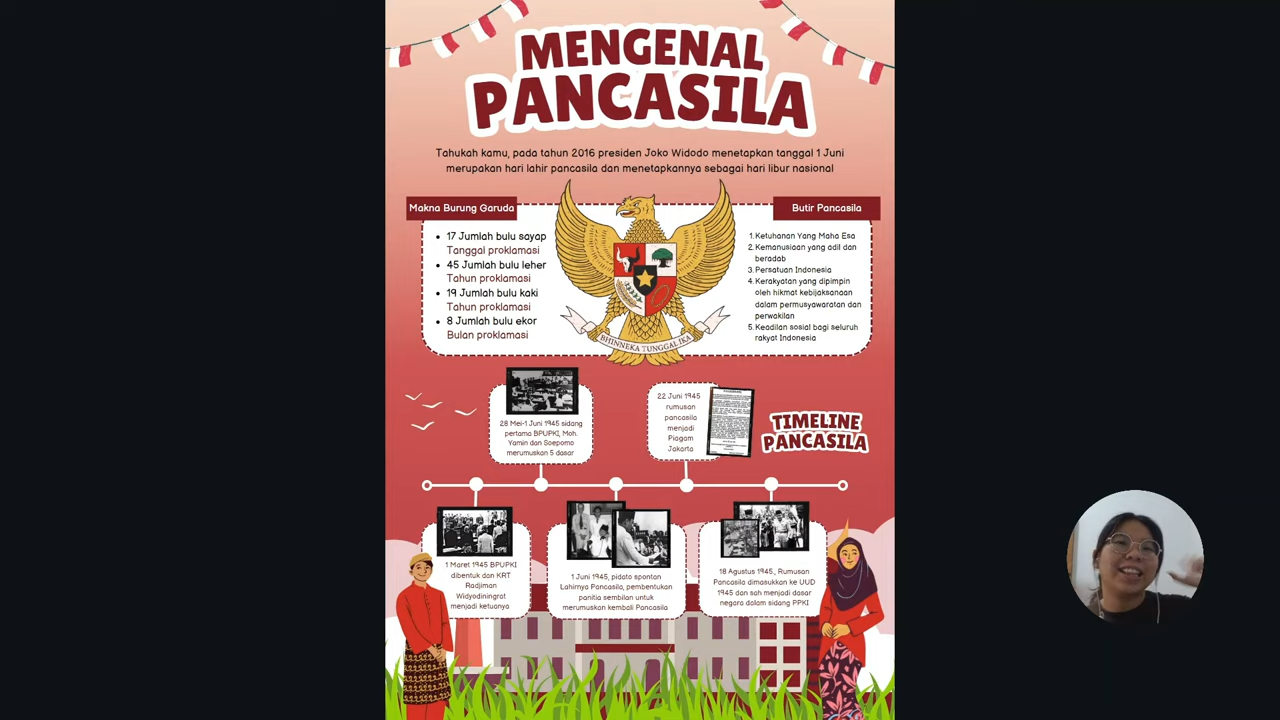 MENGENAL
PANCASILA
Tahukah kamu, pada tahun 2016 presiden Joko Widodo menetapkan tanggal 1 Juni
merupakan hari lahir pancasila dan menetapkannya sebagai hari libur nasional
Makna Burung Garuda
17 Jumlah bulu sayap
Tanggal proklamasi
45 Jumlah bulu leher
Tahun proklamasi
19 Jumlah bulu kaki
Tahun proklamasi
8 Jumlah bulu ekor
Bulan proklamasi
BHINNEKA TUNGGAL IKA
Butir Pancasila
1. Ketuhanan Yang Maha Esa
2. Kemanusiaan yang adil dan
beradab
3. Persatuan Indonesia
4. Kerakyatan yang dipimpin
oleh hikmat kebijaksanaan
dalam permusyawaratan dan
perwakilan
5. Keadilan sosial bagi seluruh
rakyat Indonesia
28 Mei-1 Juni 1945 sidang
pertama BPUPKI, Moh.
Yamin dan Soepomo
merumuskan 5 dasar
22 Juni 1945
rumusan
pancasila
menjadi
Piagam
Jakarta
TIMELINE
PANCASILA
1 Maret 1945 BPUPKI
dibentuk dan KRT
Radjiman
Widyodiningrat
menjadi ketuanya
1 Juni 1945, pidato spontan
Lahirnya Pancasila, pembentukan
panitia sembilan untuk
merumuskan kembali Pancasila
18 Agustus 1945., Rumusan
Pancasila dimasukkan ke UUD
1945 dan sah menjadi dasar
negara dalam sidang PPKI